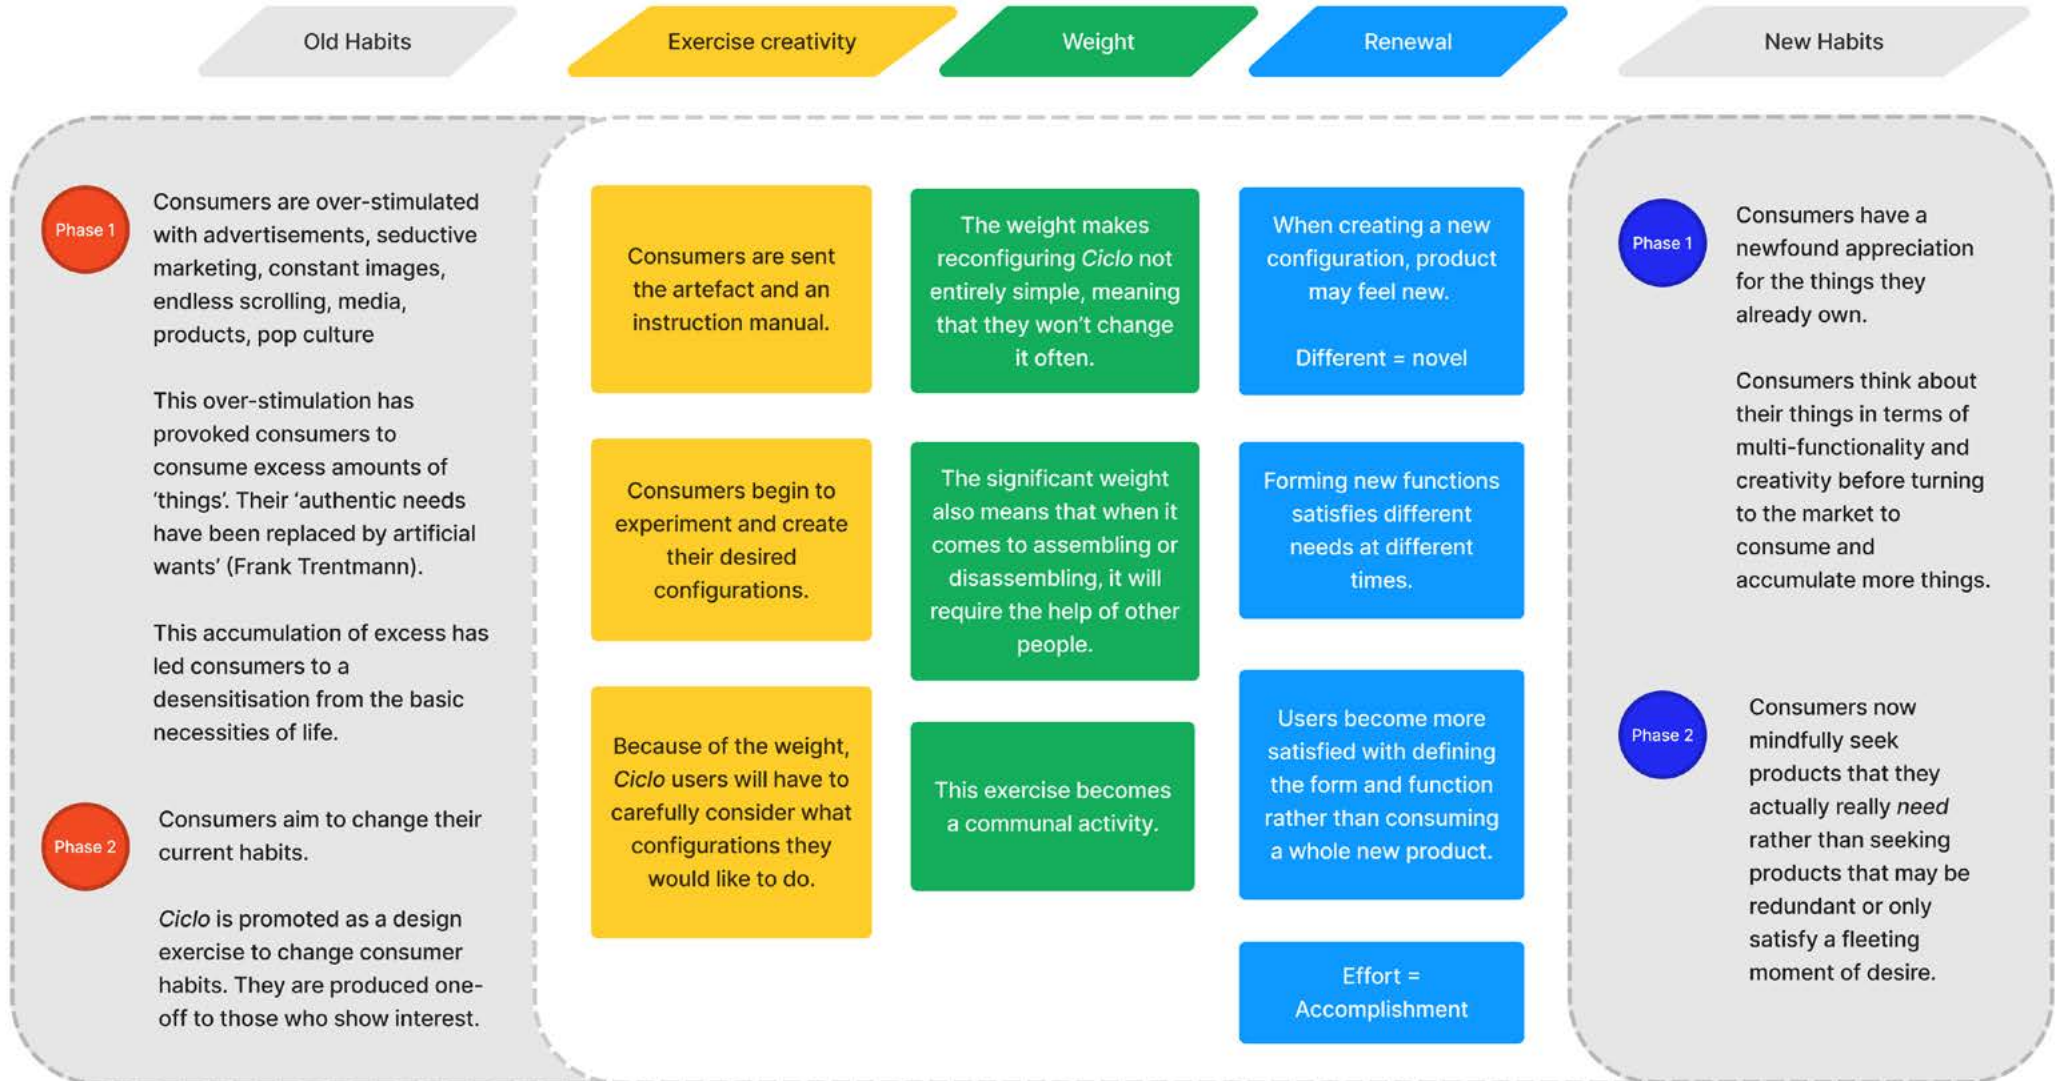 Old Habits
Exercise creativity
Weight
Renewal
New Habits
Phase 1
Consumers are over-stimulated
with advertisements, seductive
marketing, constant images,
endless scrolling, media,
products, pop culture
This over-stimulation has
provoked consumers to
consume excess amounts of
‘things’. Their ‘authentic needs
have been replaced by artificial
wants’ (Frank Trentmann).
This accumulation of excess has
led consumers to a
desensitisation from the basic
necessities of life.
Phase 2
Consumers aim to change their
current habits.
Ciclo is promoted as a design
exercise to change consumer
habits. They are produced one-
off to those who show interest.
Consumers are sent
the artefact and an
instruction manual.
Consumers begin to
experiment and create
their desired
configurations.
Because of the weight,
Ciclo users will have to
carefully consider what
configurations they
would like to do.
The weight makes
reconfiguring Ciclo not
entirely simple, meaning
that they won’t change
it often.
The significant weight
also means that when it
comes to assembling or
disassembling, it will
require the help of other
people.
This exercise becomes
a communal activity.
When creating a new
configuration, product
may feel new.
Different = novel
Forming new functions
satisfies different
needs at different
times.
Users become more
satisfied with defining
the form and function
rather than consuming
a whole new product.
Effort =
Accomplishment
Phase 1
Consumers have a
newfound appreciation
for the things they
already own.
Consumers think about
their things in terms of
multi-functionality and
creativity before turning
to the market to
consume and
accumulate more things.
Phase 2
Consumers now
mindfully seek
products that they
actually really need
rather than seeking
products that may be
redundant or only
satisfy a fleeting
moment of desire.